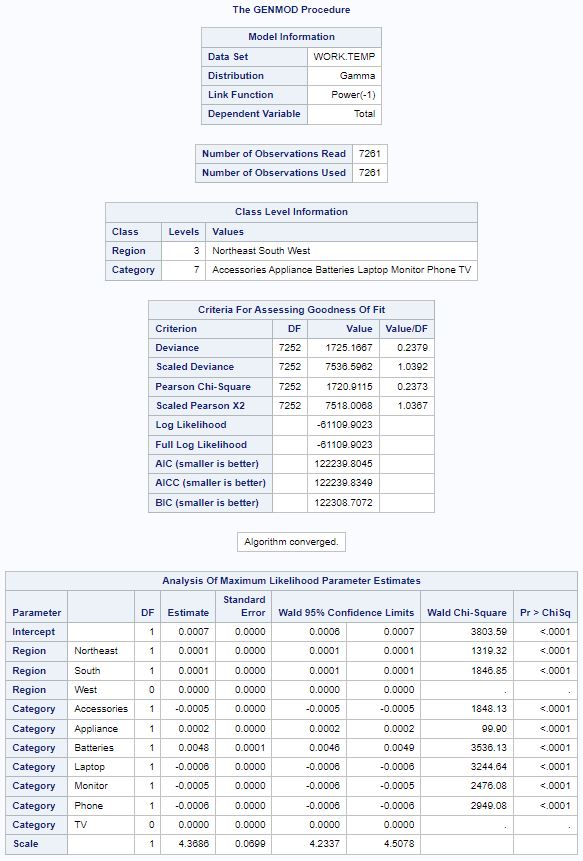 The GENMOD Procedure
Model Information
Data Set WORK.TEMP
Distribution Gamma
Link Function Power(-1)
Dependent Variable Total
Number of Observations Read 7261
Number of Observations Used 7261
Class Level Information
Class Levels Values
Region 3 Northeast South West
Category 7 Accessories Appliance Batteries Laptop Monitor Phone TV
Criteria For Assessing Goodness Of Fit
Criterion DF Value Value/DF
Deviance 7252 1725.1667 0.2379
Scaled Deviance 7252 7536.5962 1.0392
Pearson Chi-Square 7252 1720.9115 0.2373
Scaled Pearson X2 7252 7518.0068 1.0367
Log Likelihood -61109.9023
Full Log Likelihood -61109.9023
AIC (smaller is better) 122239.8045
AICC (smaller is better) 122239.8349
BIC (smaller is better) 122308.7072
Algorithm converged.
Analysis Of Maximum Likelihood Parameter Estimates
Parameter DF Estimate Standard Error Wald 95% Confidence Limits Wald Chi-Square Pr > ChiSq
Intercept 1 0.0007 0.0000 0.0006 0.0007 3803.59 <.0001
Region Northeast 1 0.0001 0.0000 0.0001 0.0001 1319.32 <.0001
Region South 1 0.0001 0.0000 0.0001 0.0001 1846.85 <.0001
Region West 0 0.0000 0.0000 0.0000 0.0000 . .
Category Accessories 1 -0.0005 0.0000 -0.0005 -0.0005 1848.13 <.0001
Category Appliance 1 0.0002 0.0000 0.0002 0.0002 99.90 <.0001
Category Batteries 1 0.0048 0.0001 0.0046 0.0049 3536.13 <.0001
Category Laptop 1 -0.0006 0.0000 -0.0006 -0.0006 3244.64 <.0001
Category Monitor 1 -0.0005 0.0000 -0.0006 -0.0005 2476.08 <.0001
Category Phone 1 -0.0006 0.0000 -0.0006 -0.0006 2949.08 <.0001
Category TV 0 0.0000 0.0000 0.0000 0.0000 . .
Scale 1 4.3686 0.0699 4.2337 4.5078